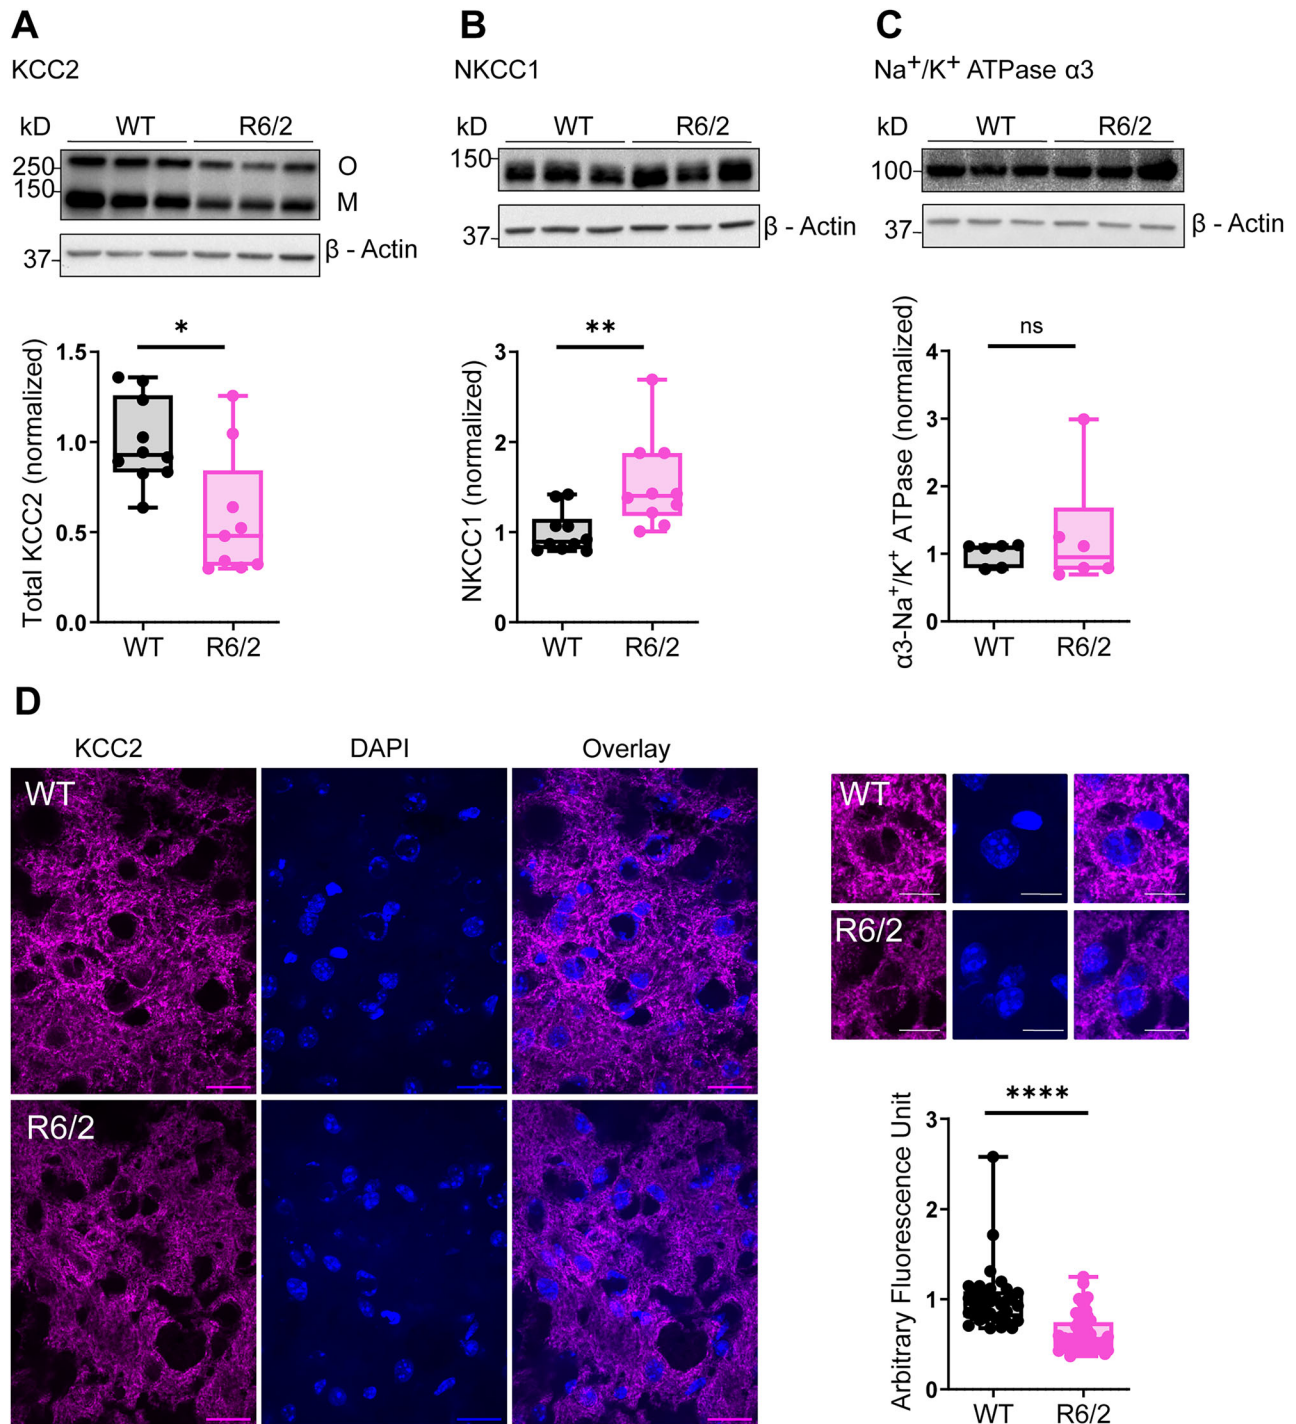 A
KCC2
kD WT R6/2
250 O
150 M
37 β - Actin
*
Total KCC2 (normalized)
1.5
1.0
0.5
0.0
WT R6/2
B
NKCC1
kD WT R6/2
150
37 β - Actin
**
NKCC1 (normalized)
3
2
1
0
WT R6/2
C
Na⁺/K⁺ ATPase α3
kD WT R6/2
100
37 β - Actin
ns
α3-Na⁺/K⁺ ATPase (normalized)
4
3
2
1
0
WT R6/2
D
KCC2 DAPI Overlay
WT
R6/2
WT
R6/2
****
Arbitrary Fluorescence Unit
3
2
1
0
WT R6/2